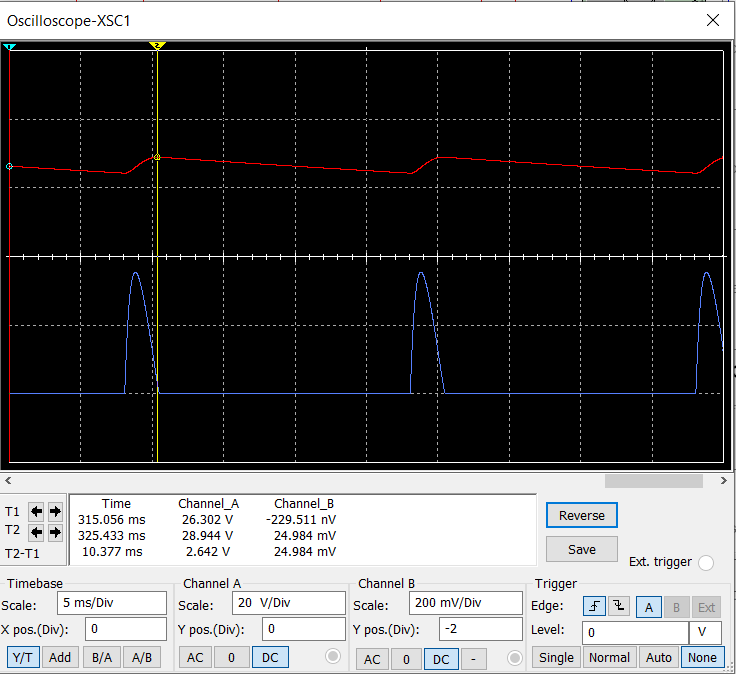 Oscilloscope-XSC1
1
2
Time Channel_A Channel_B
T1 315.056 ms 26.302 V -229.511 nV
T2 325.433 ms 28.944 V 24.984 mV
T2-T1 10.377 ms 2.642 V 24.984 mV
Reverse
Save
Ext. trigger
Timebase Channel A Channel B Trigger
Scale: 5 ms/Div Scale: 20 V/Div Scale: 200 mV/Div Edge: A B Ext
X pos.(Div): 0 Y pos.(Div): 0 Y pos.(Div): -2 Level: 0 V
Y/T Add B/A A/B AC 0 DC AC 0 DC - Single Normal Auto None